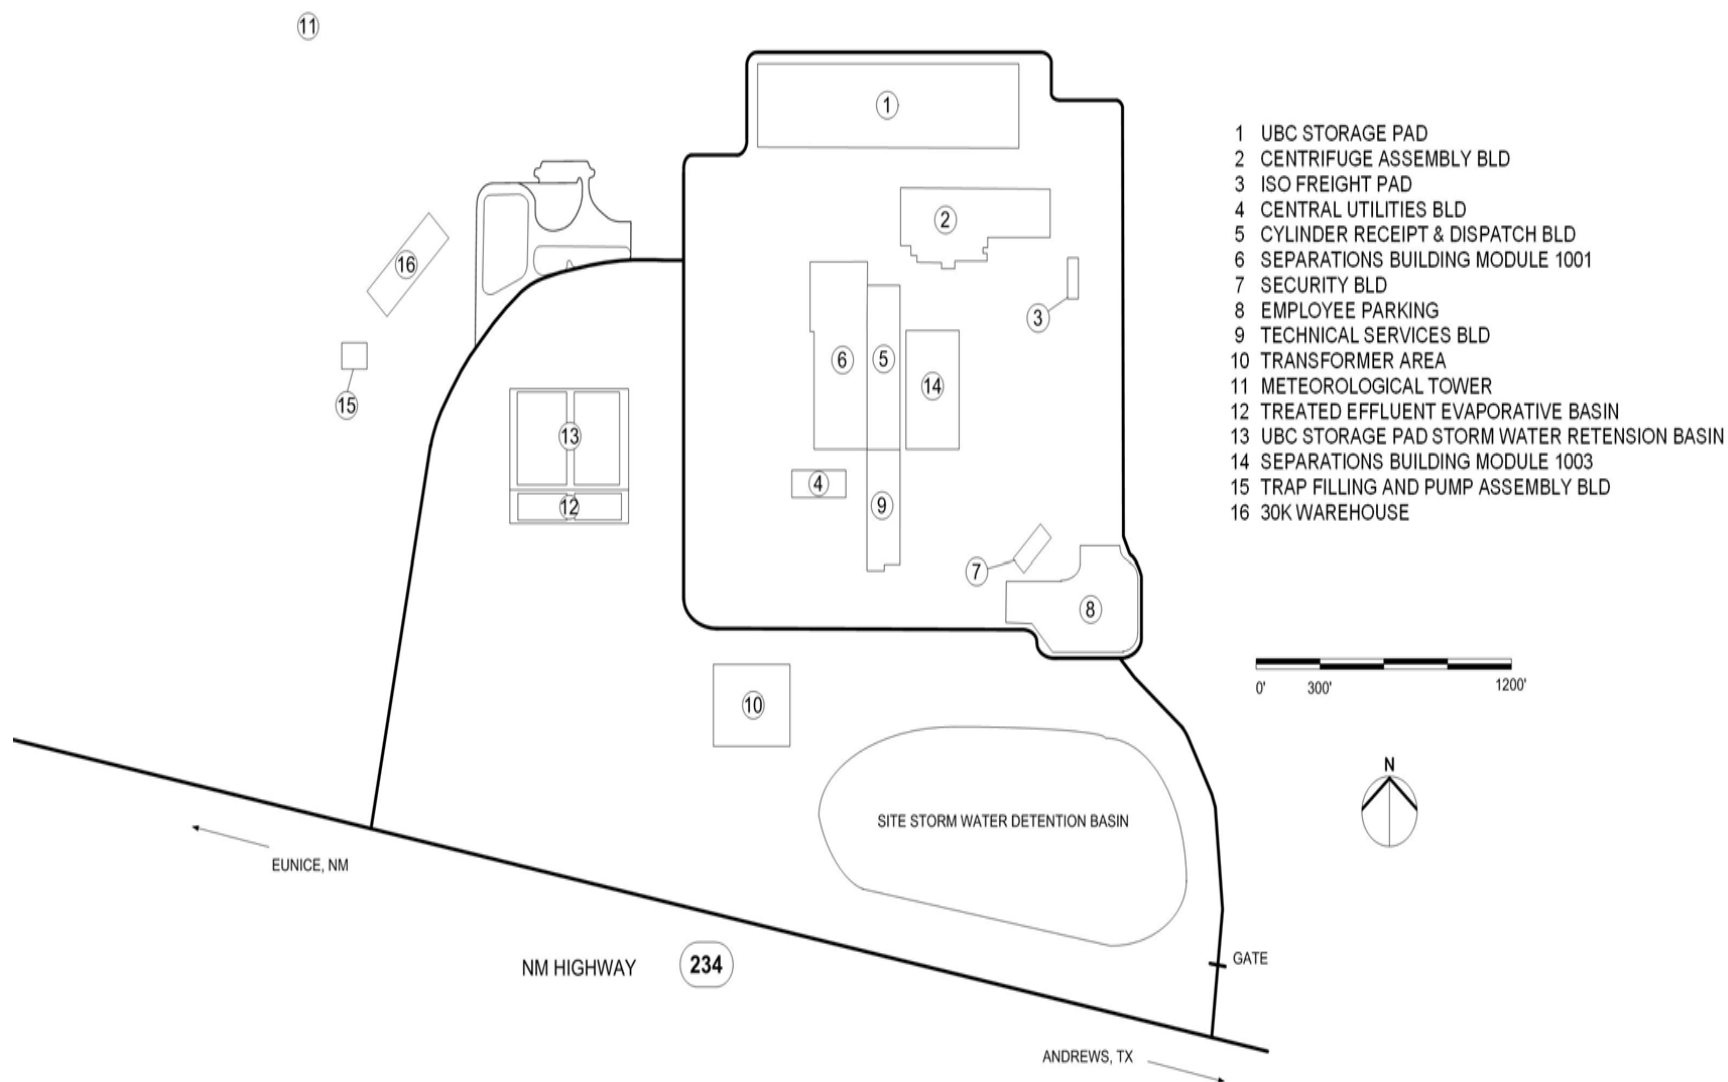 11
1
2
3
16
6
5
14
15
13
12
4
9
7
8
10
1 UBC STORAGE PAD
2 CENTRIFUGE ASSEMBLY BLD
3 ISO FREIGHT PAD
4 CENTRAL UTILITIES BLD
5 CYLINDER RECEIPT & DISPATCH BLD
6 SEPARATIONS BUILDING MODULE 1001
7 SECURITY BLD
8 EMPLOYEE PARKING
9 TECHNICAL SERVICES BLD
10 TRANSFORMER AREA
11 METEOROLOGICAL TOWER
12 TREATED EFFLUENT EVAPORATIVE BASIN
13 UBC STORAGE PAD STORM WATER RETENSION BASIN
14 SEPARATIONS BUILDING MODULE 1003
15 TRAP FILLING AND PUMP ASSEMBLY BLD
16 30K WAREHOUSE
0' 300' 1200'
N
SITE STORM WATER DETENTION BASIN
EUNICE, NM
NM HIGHWAY 234
GATE
ANDREWS, TX